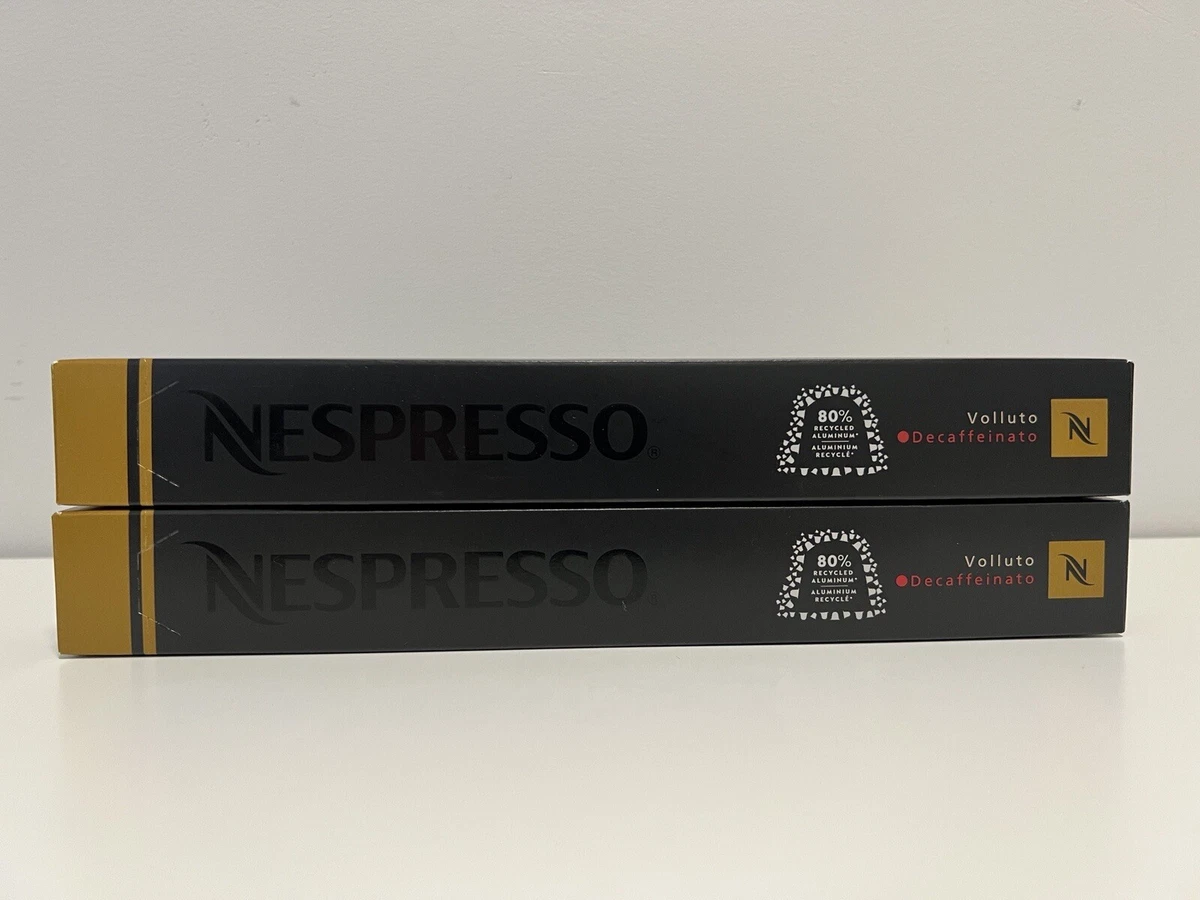 NESPRESSO®
80%
RECYCLED
ALUMINUM*
ALUMINIUM
RECYCLÉ*
Volluto
Decaffeinato
N
NESPRESSO®
80%
RECYCLED
ALUMINUM*
ALUMINIUM
RECYCLÉ*
Volluto
Decaffeinato
N